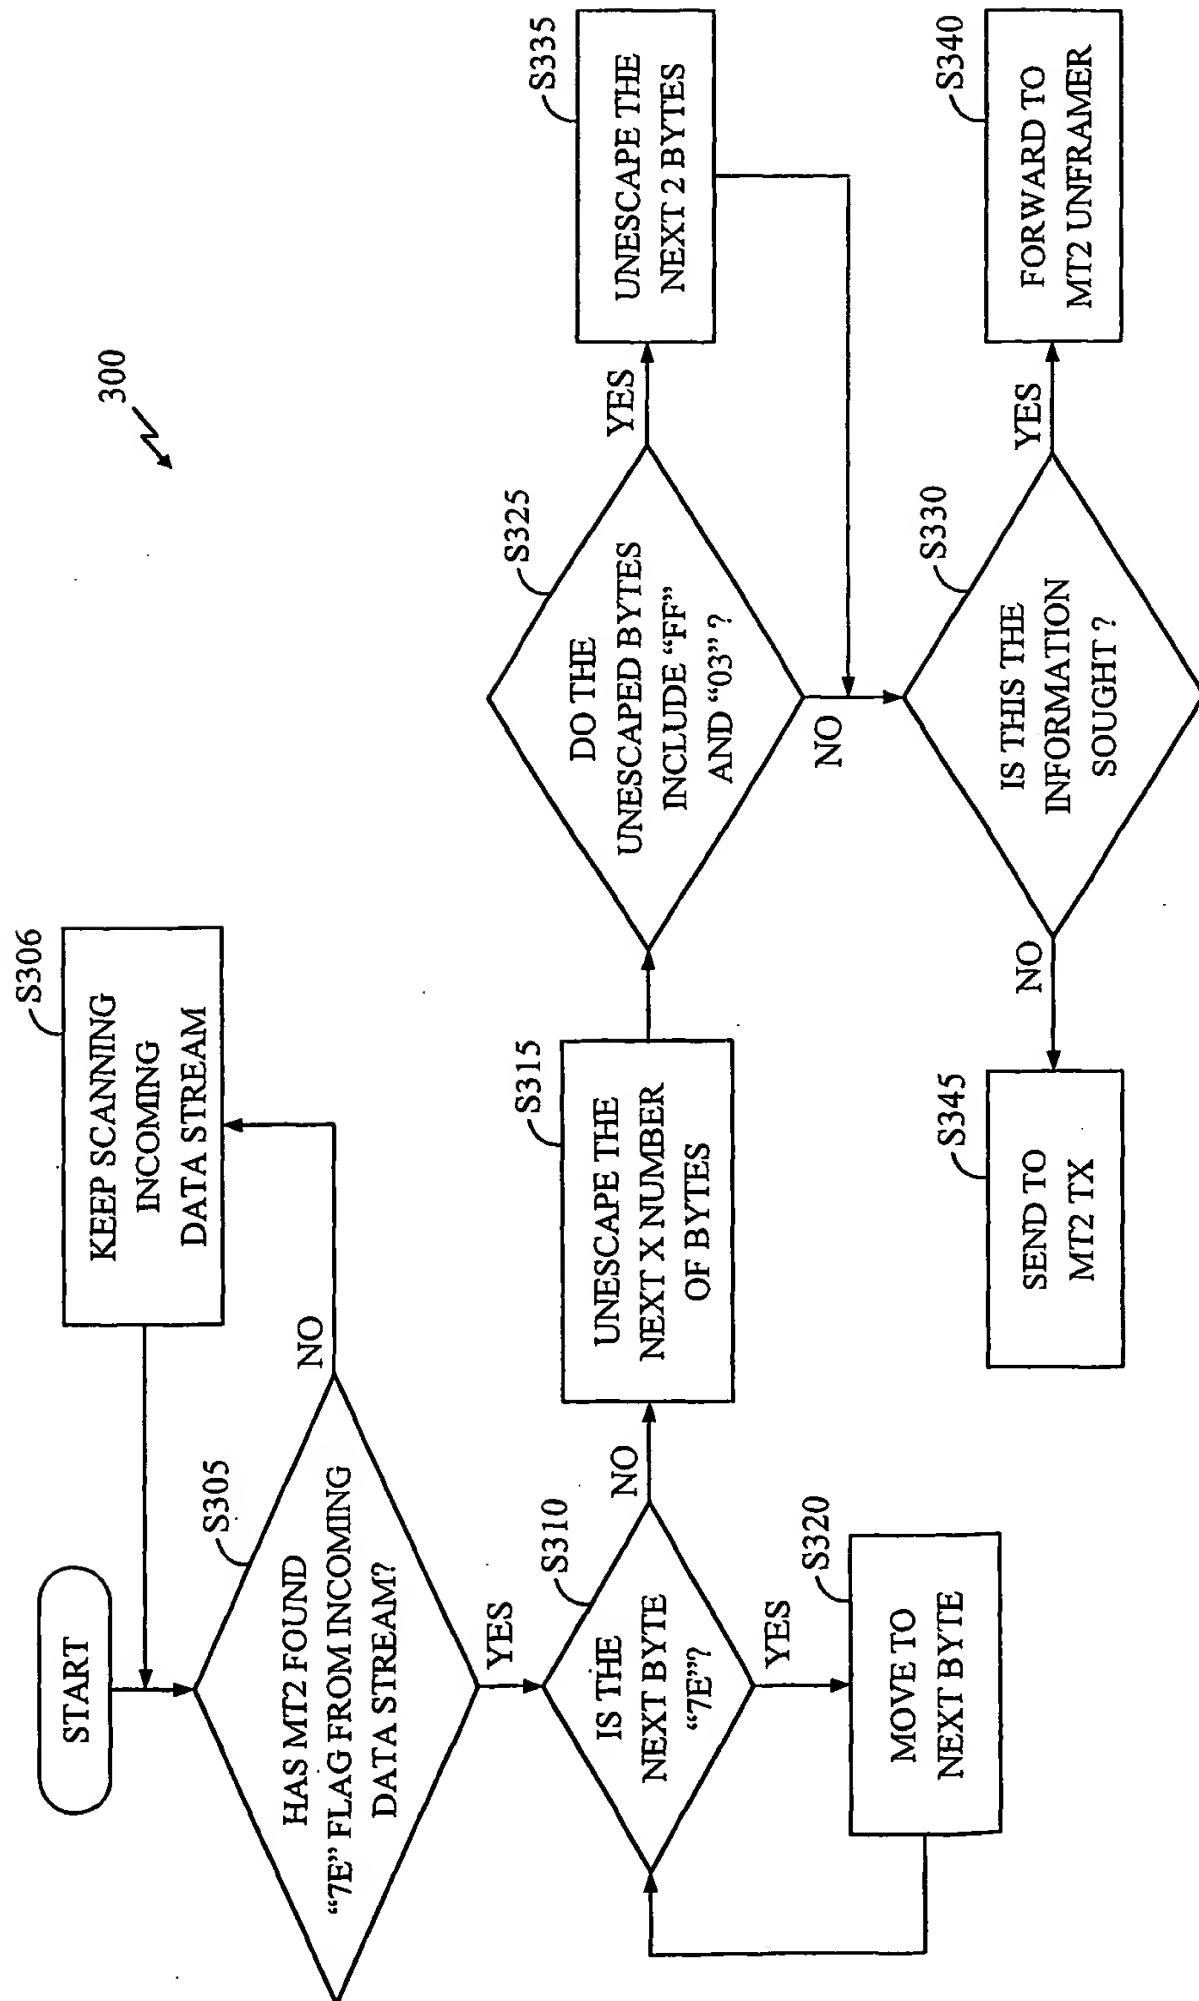 300
START
S305
HAS MT2 FOUND
“7E” FLAG FROM INCOMING
DATA STREAM?
NO
S306
KEEP SCANNING
INCOMING
DATA STREAM
YES
S310
IS THE
NEXT BYTE
“7E”?
YES
S320
MOVE TO
NEXT BYTE
NO
S315
UNESCAPE THE
NEXT X NUMBER
OF BYTES
S325
DO THE
UNESCAPED BYTES
INCLUDE “FF”
AND “03” ?
YES
S335
UNESCAPE THE
NEXT 2 BYTES
NO
S330
IS THIS THE
INFORMATION
SOUGHT ?
YES
S340
FORWARD TO
MT2 UNFRAMER
NO
S345
SEND TO
MT2 TX